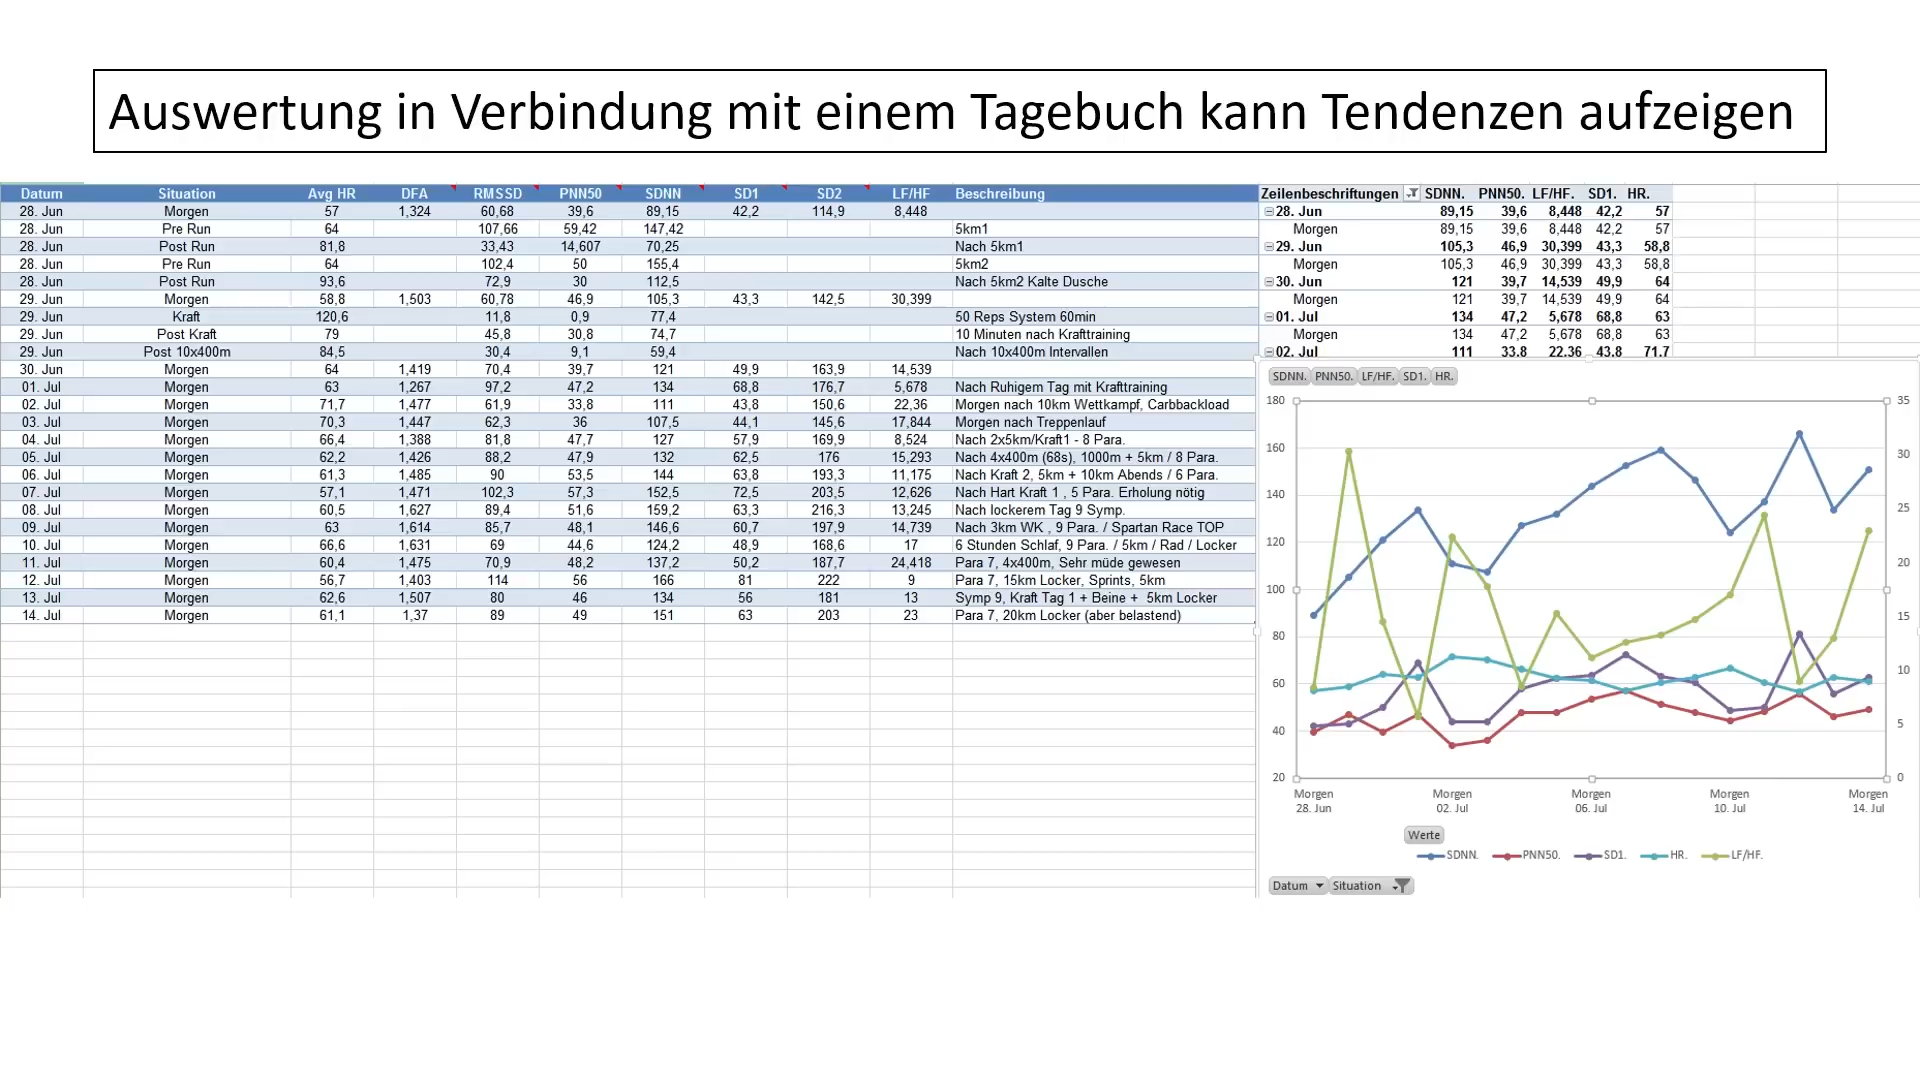 Auswertung in Verbindung mit einem Tagebuch kann Tendenzen aufzeigen
Datum Situation Avg HR DFA RMSSD PNN50 SDNN SD1 SD2 LF/HF Beschreibung
28. Jun Morgen 57 1,324 60,68 39,6 89,15 42,2 114,9 8,448
28. Jun Pre Run 64 107,66 59,42 147,42 5km1
28. Jun Post Run 81,8 33,43 14,607 70,25 Nach 5km1
28. Jun Pre Run 64 102,4 50 155,4 5km2
28. Jun Post Run 93,6 72,9 30 112,5 Nach 5km2 Kalte Dusche
29. Jun Morgen 58,8 1,503 60,78 46,9 105,3 43,3 142,5 30,399
29. Jun Kraft 120,6 11,8 0,9 77,4 50 Reps System 60min
29. Jun Post Kraft 79 45,8 30,8 74,7 10 Minuten nach Krafttraining
29. Jun Post 10x400m 84,5 30,4 9,1 59,4 Nach 10x400m Intervallen
30. Jun Morgen 64 1,419 70,4 39,7 121 49,9 163,9 14,539
01. Jul Morgen 63 1,267 97,2 47,2 134 68,8 176,7 5,678 Nach Ruhigem Tag mit Krafttraining
02. Jul Morgen 71,7 1,477 61,9 33,8 111 43,8 150,6 22,36 Morgen nach 10km Wettkampf, Carbbackload
03. Jul Morgen 70,3 1,447 62,3 36 107,5 44,1 145,6 17,844 Morgen nach Treppenlauf
04. Jul Morgen 66,4 1,388 81,8 47,7 127 57,9 169,9 8,524 Nach 2x5km/Kraft1 - 8 Para.
05. Jul Morgen 62,2 1,426 88,2 47,9 132 62,5 176 15,293 Nach 4x400m (68s), 1000m + 5km / 8 Para.
06. Jul Morgen 61,3 1,485 90 53,5 144 63,8 193,3 11,175 Nach Kraft 2, 5km + 10km Abends / 6 Para.
07. Jul Morgen 57,1 1,471 102,3 57,3 152,5 72,5 203,5 12,626 Nach Hart Kraft 1 , 5 Para. Erholung nötig
08. Jul Morgen 60,5 1,627 89,4 51,6 159,2 63,3 216,3 13,245 Nach lockerem Tag 9 Symp.
09. Jul Morgen 63 1,614 85,7 48,1 146,6 60,7 197,9 14,739 Nach 3km WK , 9 Para. / Spartan Race TOP
10. Jul Morgen 66,6 1,631 69 44,6 124,2 48,9 168,6 17 6 Stunden Schlaf, 9 Para. / 5km / Rad / Locker
11. Jul Morgen 60,4 1,475 70,9 48,2 137,2 50,2 187,7 24,418 Para 7, 4x400m, Sehr müde gewesen
12. Jul Morgen 56,7 1,403 114 56 166 81 222 9 Para 7, 15km Locker, Sprints, 5km
13. Jul Morgen 62,6 1,507 80 46 134 56 181 13 Symp 9, Kraft Tag 1 + Beine + 5km Locker
14. Jul Morgen 61,1 1,37 89 49 151 63 203 23 Para 7, 20km Locker (aber belastend)
Zeilenbeschriftungen SDNN. PNN50. LF/HF. SD1. HR.
28. Jun 89,15 39,6 8,448 42,2 57
Morgen 89,15 39,6 8,448 42,2 57
29. Jun 105,3 46,9 30,399 43,3 58,8
Morgen 105,3 46,9 30,399 43,3 58,8
30. Jun 121 39,7 14,539 49,9 64
Morgen 121 39,7 14,539 49,9 64
01. Jul 134 47,2 5,678 68,8 63
Morgen 134 47,2 5,678 68,8 63
02. Jul 111 33,8 22,36 43,8 71,7
SDNN. PNN50. LF/HF. SD1. HR.
180 35
160
30
140
25
120
20
100
15
80
10
60
5
40
20 0
Morgen Morgen Morgen Morgen Morgen
28. Jun 02. Jul 06. Jul 10. Jul 14. Jul
Werte
SDNN. PNN50. SD1. HR. LF/HF.
Datum Situation